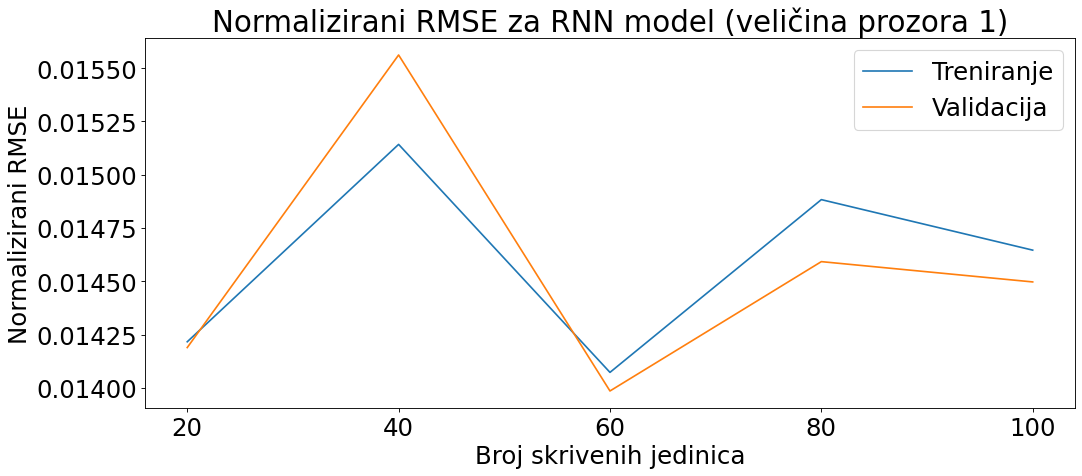 Normalizirani RMSE za RNN model (veličina prozora 1)
Treniranje
Validacija
Normalizirani RMSE
0.01550
0.01525
0.01500
0.01475
0.01450
0.01425
0.01400
20 40 60 80 100
Broj skrivenih jedinica